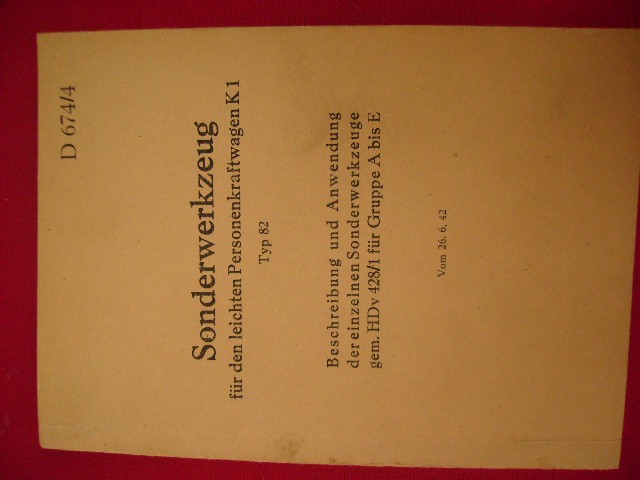 D 674/4
Sonderwerkzeug
für den leichten Personenkraftwagen K 1
Typ 82
Beschreibung und Anwendung
der einzelnen Sonderwerkzeuge
gem. HDv 428/1 für Gruppe A bis E
Vom 26. 6. 42